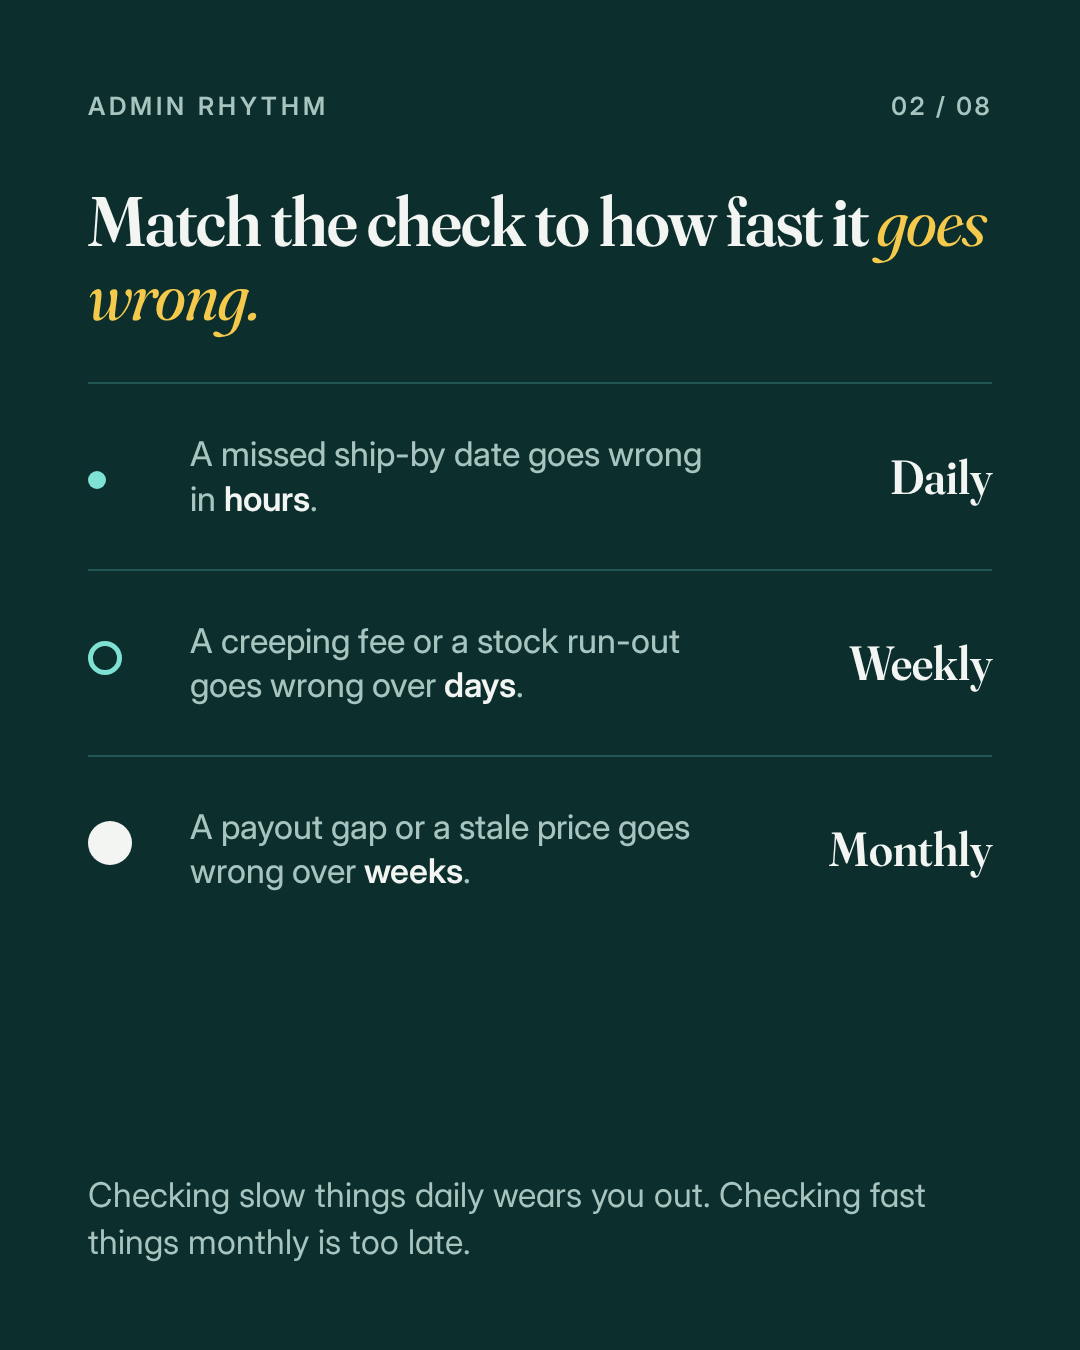 ADMIN RHYTHM
02 / 08
Match the check to how fast it goes
wrong.
A missed ship-by date goes wrong
in hours.
Daily
A creeping fee or a stock run-out
goes wrong over days.
Weekly
A payout gap or a stale price goes
wrong over weeks.
Monthly
Checking slow things daily wears you out. Checking fast
things monthly is too late.